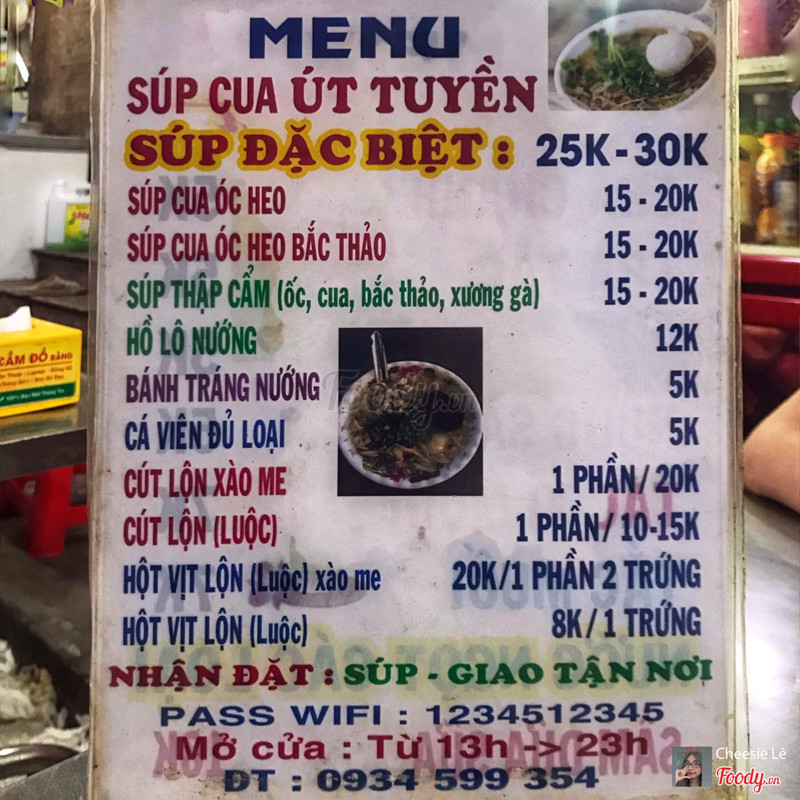 MENU
SÚP CUA ÚT TUYỀN
SÚP ĐẶC BIỆT : 25K - 30K
SÚP CUA ÓC HEO 15 - 20K
SÚP CUA ÓC HEO BẮC THẢO 15 - 20K
SÚP THẬP CẨM (ốc, cua, bắc thảo, xương gà) 15 - 20K
HỒ LÔ NƯỚNG 12K
BÁNH TRÁNG NƯỚNG 5K
CÁ VIÊN ĐỦ LOẠI 5K
CÚT LỘN XÀO ME 1 PHẦN/ 20K
CÚT LỘN (LUỘC) 1 PHẦN/ 10-15K
HỘT VỊT LỘN (Luộc) xào me 20K/1 PHẦN 2 TRỨNG
HỘT VỊT LỘN (Luộc) 8K/ 1 TRỨNG
NHẬN ĐẶT : SÚP - GIAO TẬN NƠI
PASS WIFI : 1234512345
Mở cửa : Từ 13h -> 23h
ĐT : 0934 599 354
CẦM ĐỒ BẰNG
Foody.vn
Cheesie Lê
Foody.vn